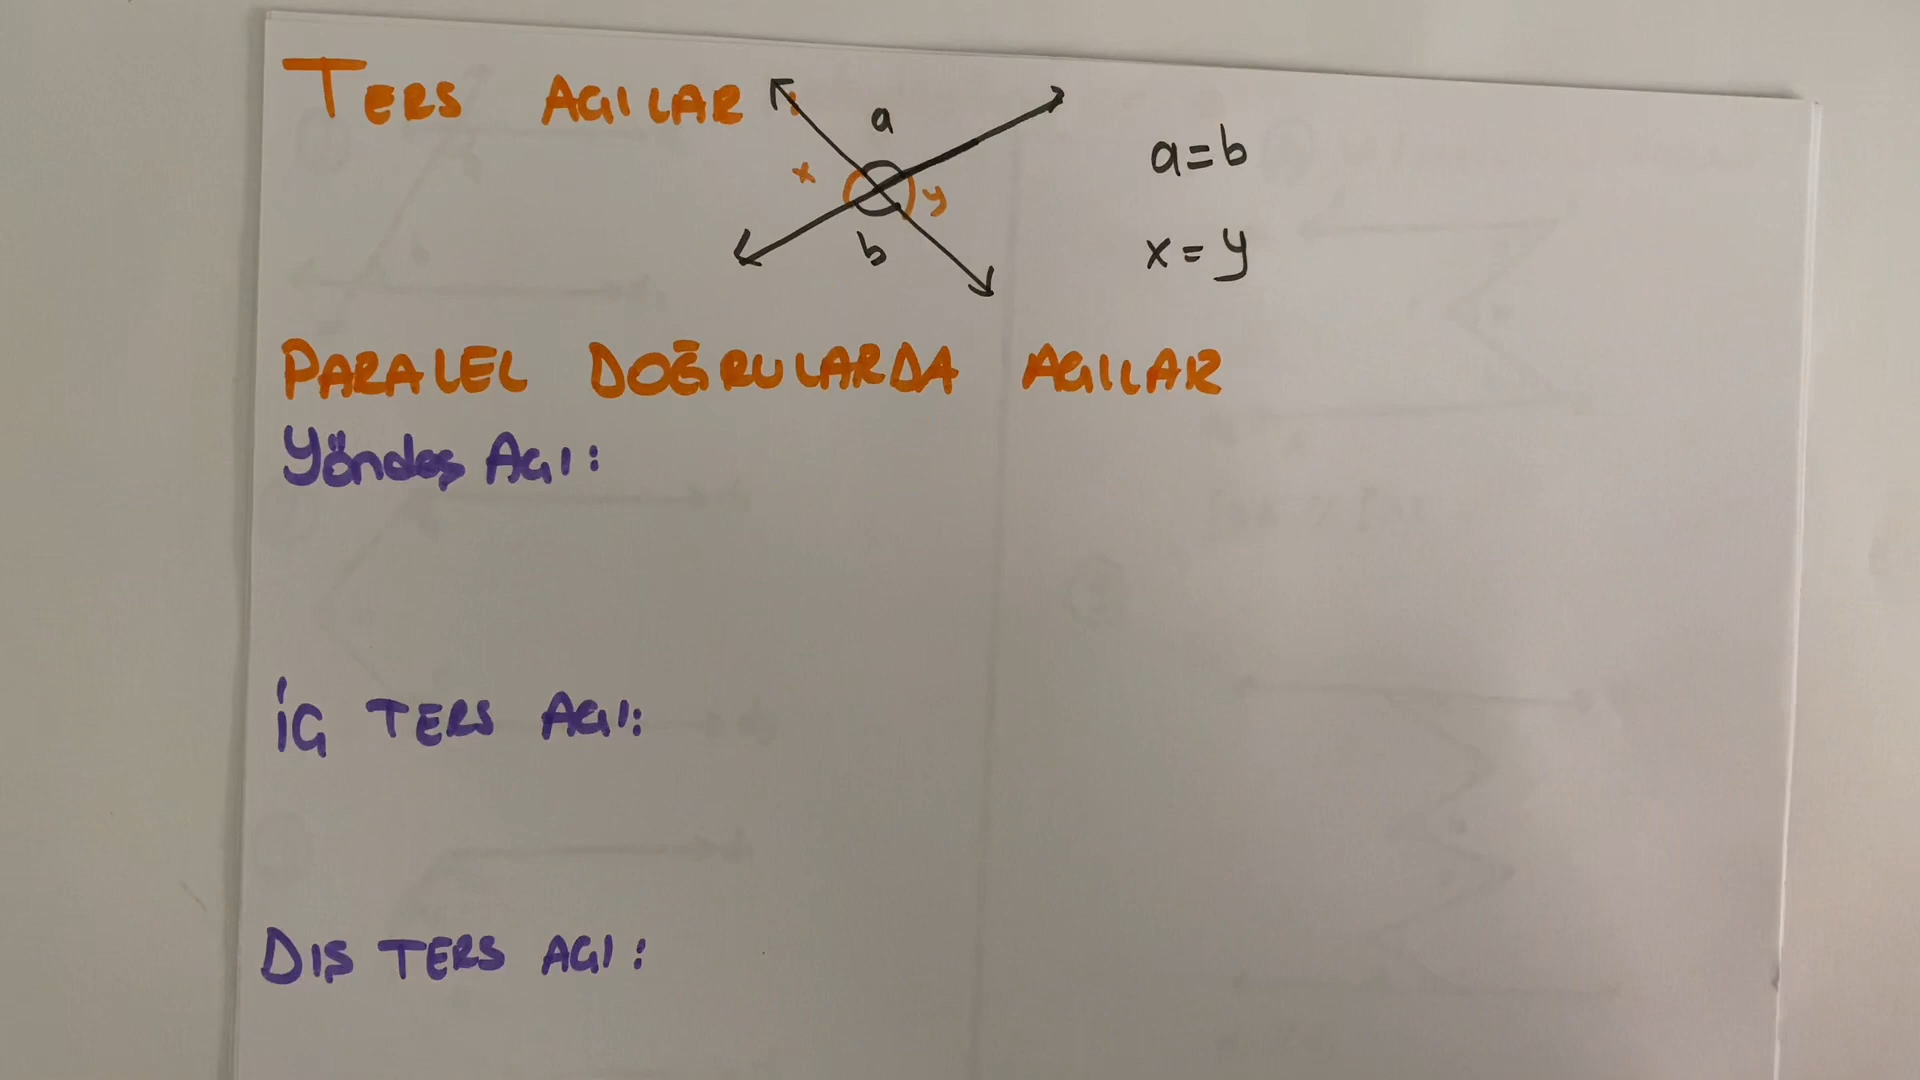 TERS AÇILAR
a
x
y
b
a=b
x=y
PARALEL DOĞRULARDA AÇILAR
Yöndeş Açı:
İÇ TERS AÇI:
DIŞ TERS AÇI: